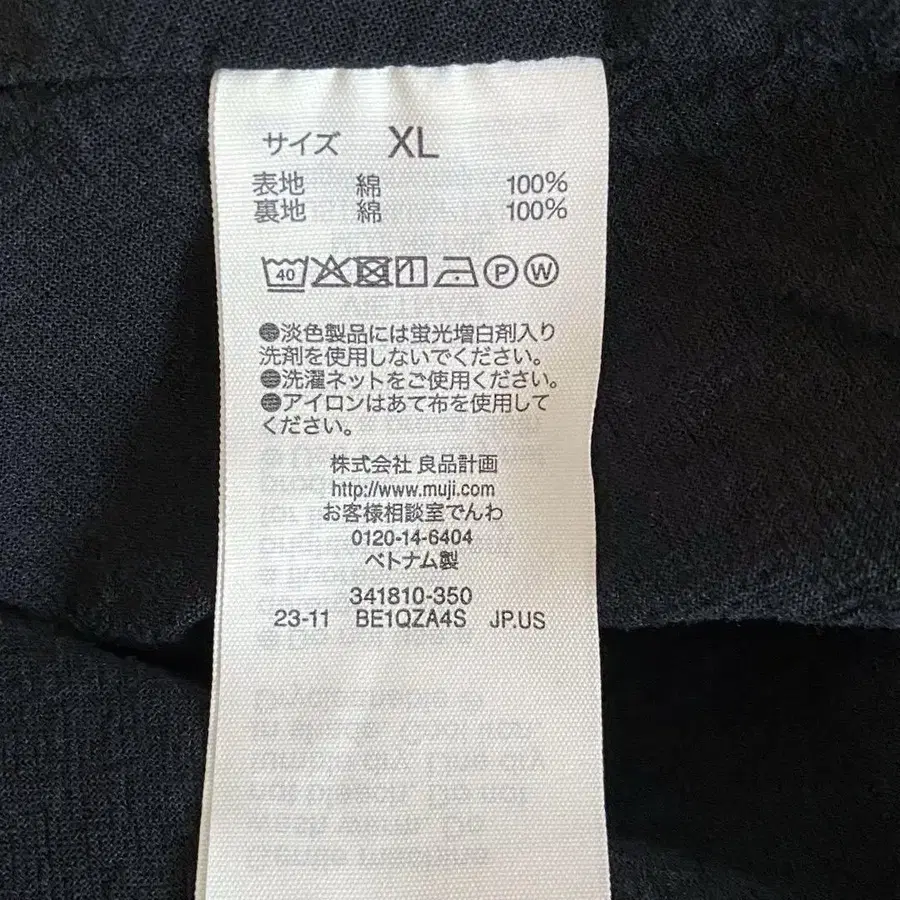 サイズ XL
表地 綿 100%
裏地 綿 100%
40 P W
●淡色製品には蛍光増白剤入り
洗剤を使用しないでください。
●洗濯ネットをご使用ください。
●アイロンはあて布を使用して
ください。
株式会社 良品計画
http://www.muji.com
お客様相談室でんわ
0120-14-6404
ベトナム製
341810-350
23-11 BE1QZA4S JP.US